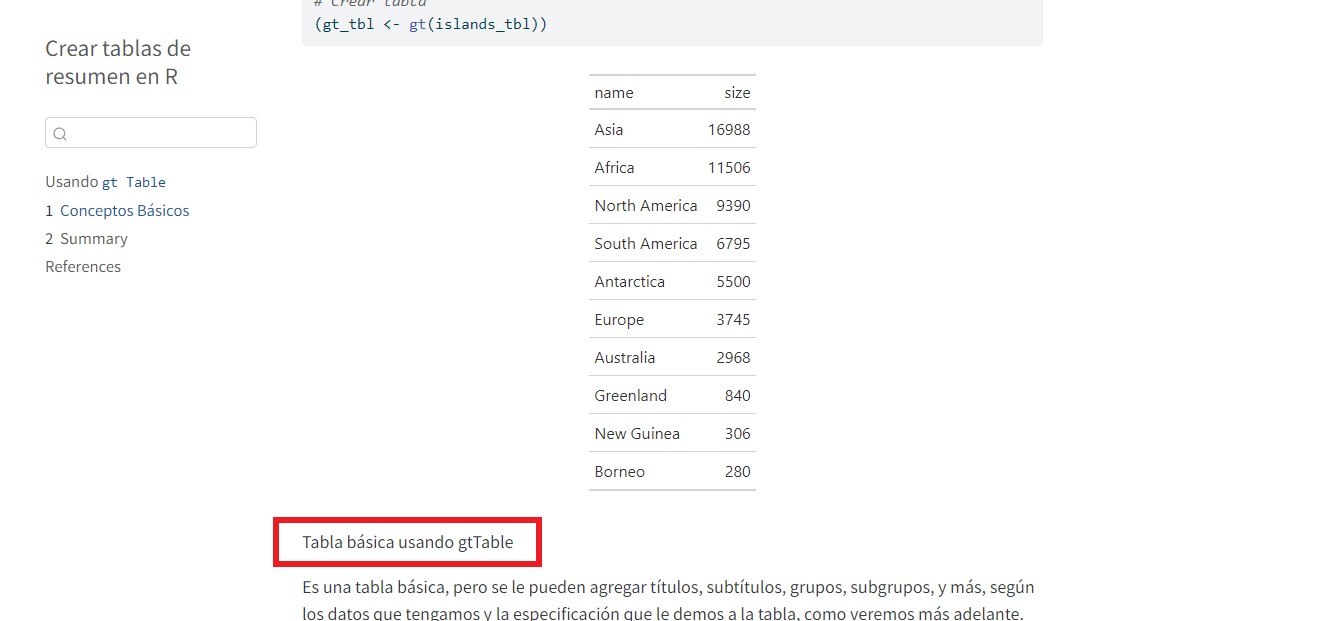 # Crear tabla
(gt_tbl <- gt(islands_tbl))
Crear tablas de
resumen en R
Usando gt Table
1 Conceptos Básicos
2 Summary
References
name size
Asia 16988
Africa 11506
North America 9390
South America 6795
Antarctica 5500
Europe 3745
Australia 2968
Greenland 840
New Guinea 306
Borneo 280
Tabla básica usando gtTable
Es una tabla básica, pero se le pueden agregar títulos, subtítulos, grupos, subgrupos, y más, según
los datos que tengamos y la especificación que le demos a la tabla, como veremos más adelante.